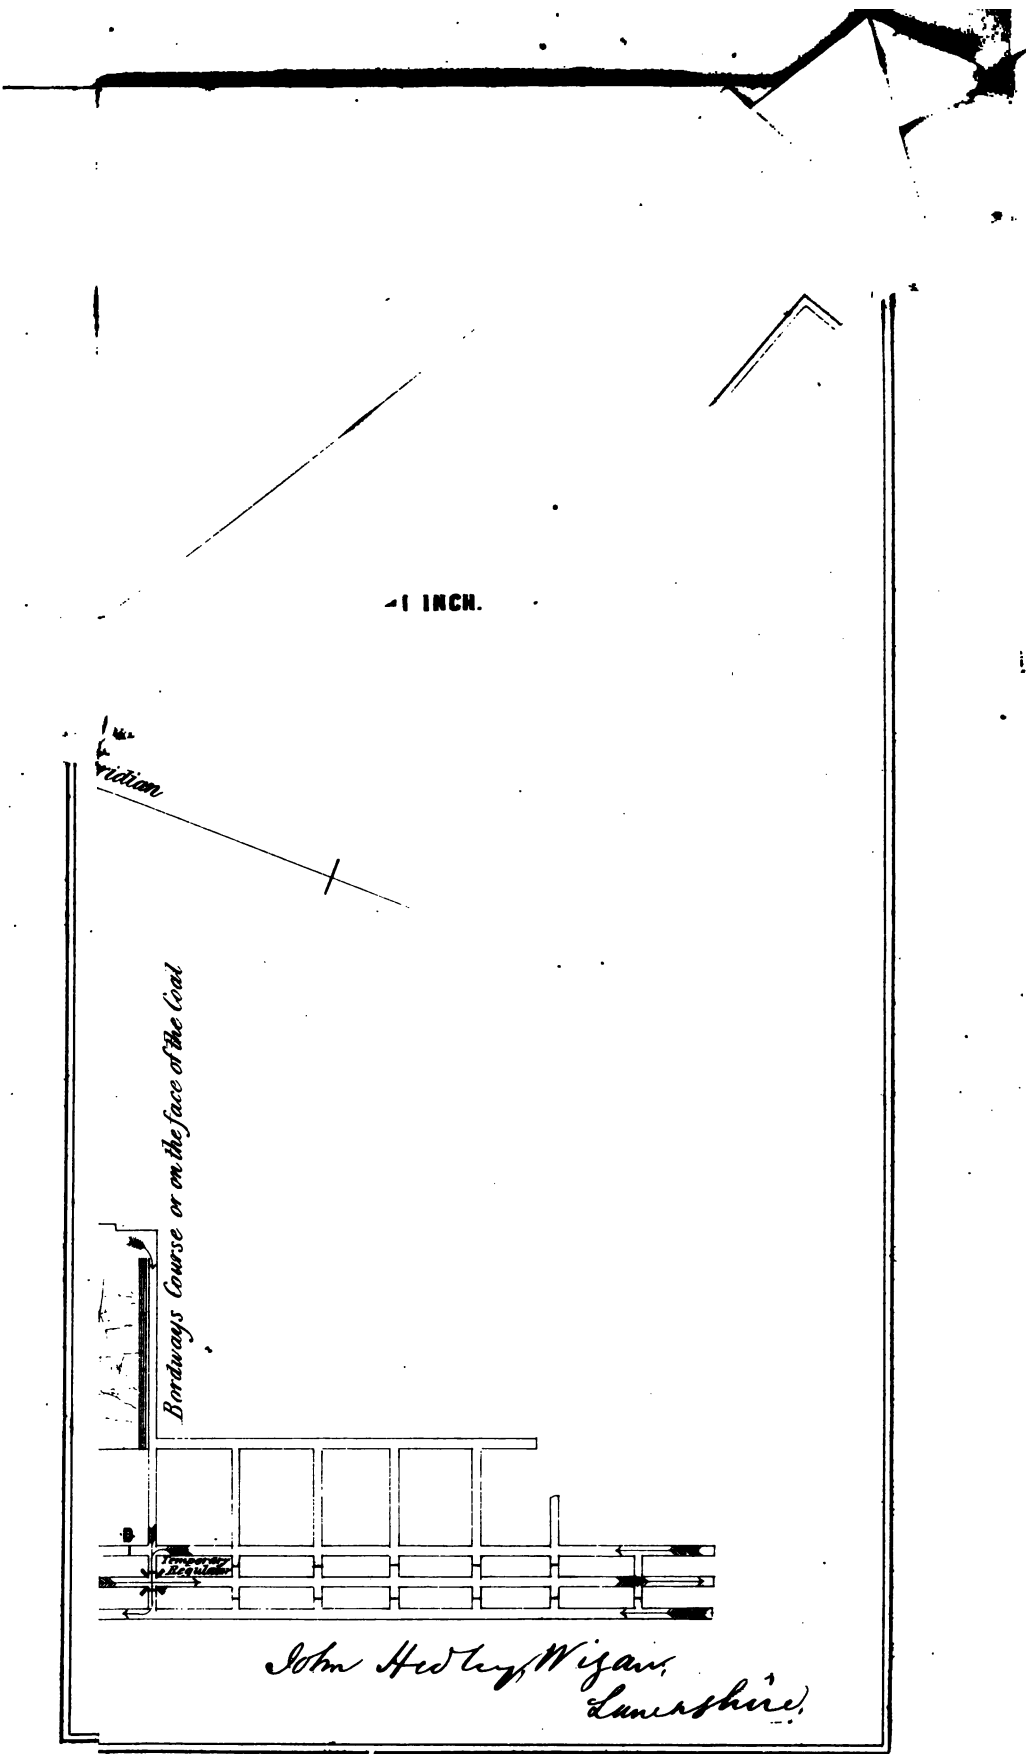 1 INCH.
ridian
Bordways Course or on the face of the Coal
B
Temporary
Regulator
John Hedley, Wigan,
Lancashire.